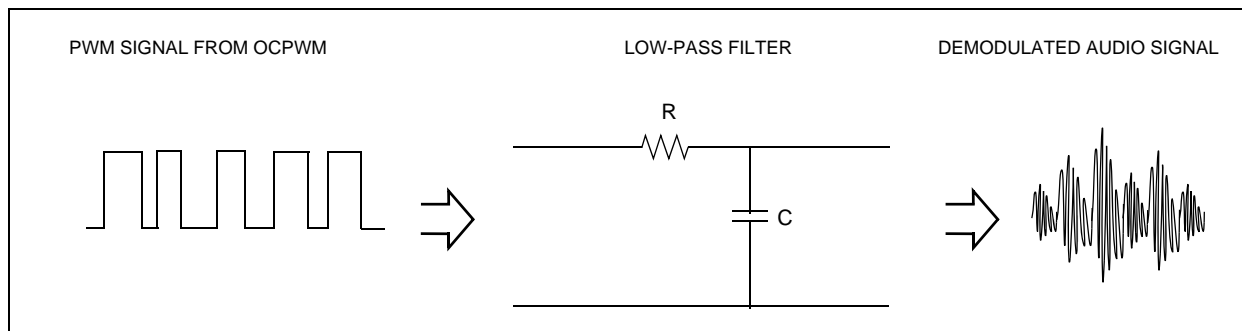 PWM SIGNAL FROM OCPWM
LOW-PASS FILTER
DEMODULATED AUDIO SIGNAL
R
C